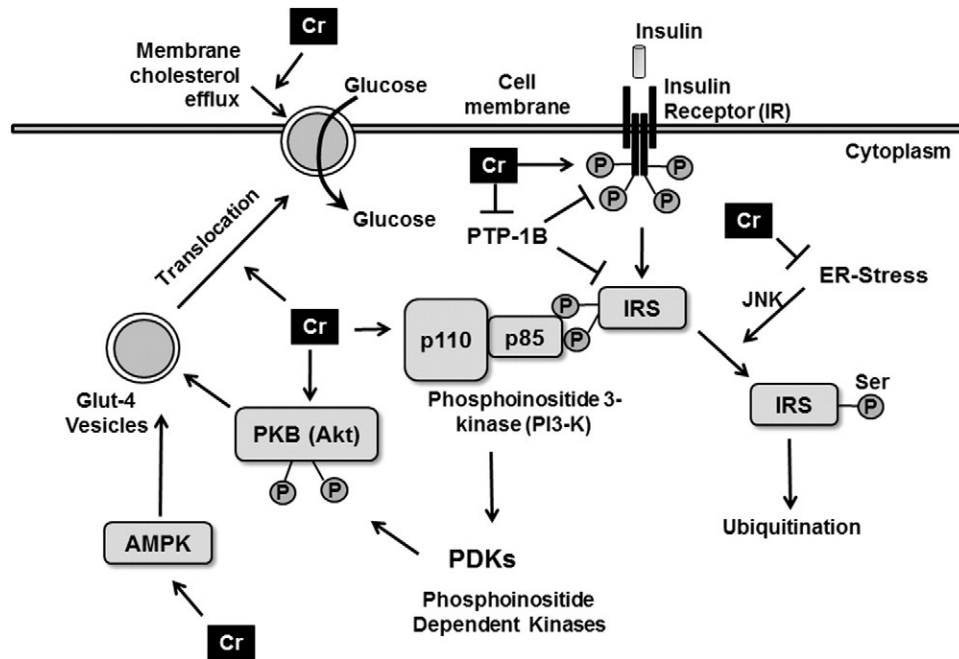 Cr
Insulin
Membrane
cholesterol
efflux
Glucose
Cell
membrane
Insulin
Receptor (IR)
Cytoplasm
Cr
P
P
P
P
Glucose
PTP-1B
Cr
Translocation
ER-Stress
JNK
Cr
p110
p85
P
P
IRS
Glut-4
Vesicles
Phosphoinositide 3-
kinase (PI3-K)
Ser
IRS
P
PKB (Akt)
P
P
Ubiquitination
AMPK
PDKs
Phosphoinositide
Dependent Kinases
Cr